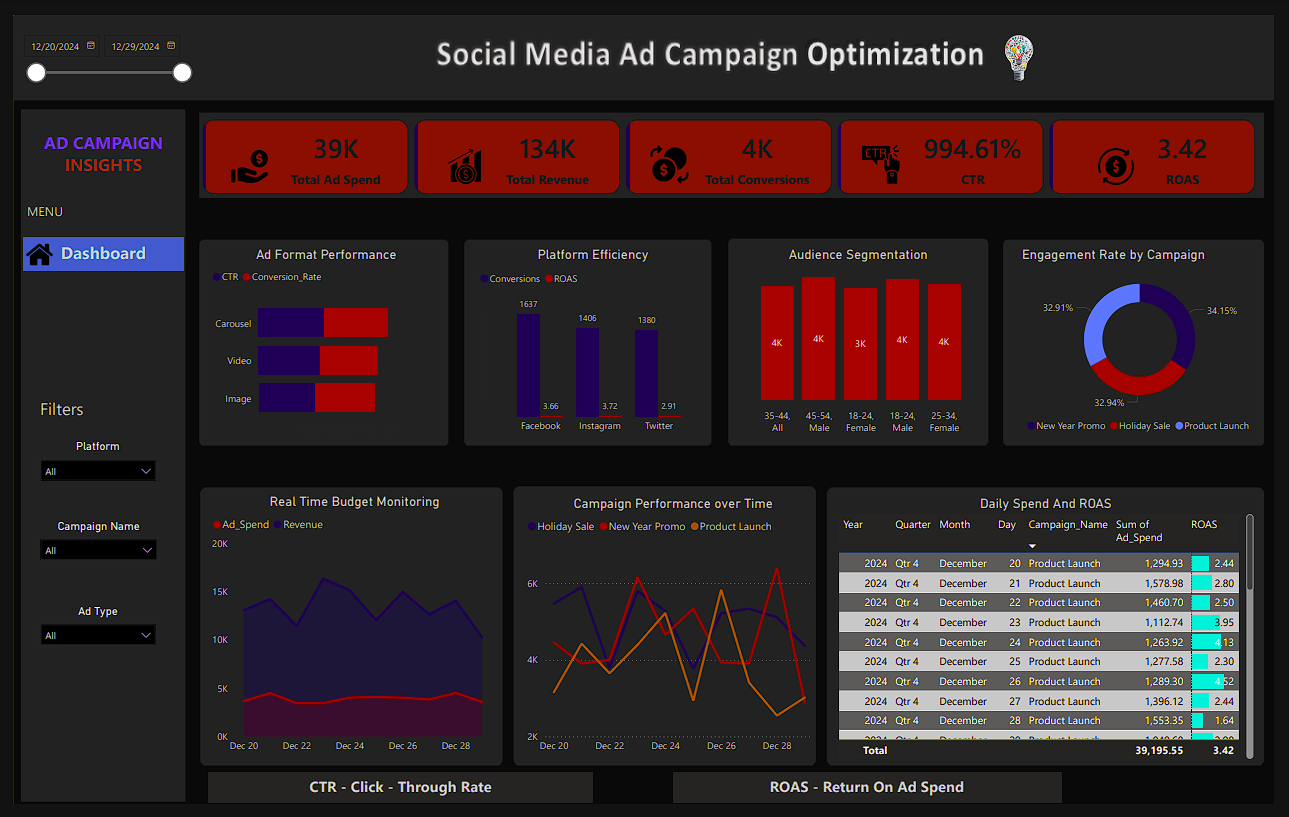 12/20/2024 12/29/2024
Social Media Ad Campaign Optimization
AD CAMPAIGN
INSIGHTS
MENU
Dashboard
Filters
Platform
All
Campaign Name
All
Ad Type
All
39K
Total Ad Spend
134K
Total Revenue
4K
Total Conversions
CTR
994.61%
CTR
3.42
ROAS
Ad Format Performance
CTR Conversion_Rate
Carousel
Video
Image
Platform Efficiency
Conversions ROAS
1637
1406
1380
3.66
3.72
2.91
Facebook Instagram Twitter
Audience Segmentation
4K 4K 3K 4K 4K
35-44, 45-54, 18-24, 18-24, 25-34,
All Male Female Male Female
Engagement Rate by Campaign
32.91%
34.15%
32.94%
New Year Promo Holiday Sale Product Launch
Real Time Budget Monitoring
Ad_Spend Revenue
20K
15K
10K
5K
0K
Dec 20 Dec 22 Dec 24 Dec 26 Dec 28
Campaign Performance over Time
Holiday Sale New Year Promo Product Launch
6K
4K
2K
Dec 20 Dec 22 Dec 24 Dec 26 Dec 28
Daily Spend And ROAS
Year Quarter Month Day Campaign_Name Sum of ROAS
Ad_Spend
2024 Qtr 4 December 20 Product Launch 1,294.93 2.44
2024 Qtr 4 December 21 Product Launch 1,578.98 2.80
2024 Qtr 4 December 22 Product Launch 1,460.70 2.50
2024 Qtr 4 December 23 Product Launch 1,112.74 3.95
2024 Qtr 4 December 24 Product Launch 1,263.92 4.13
2024 Qtr 4 December 25 Product Launch 1,277.58 2.30
2024 Qtr 4 December 26 Product Launch 1,289.30 4.52
2024 Qtr 4 December 27 Product Launch 1,396.12 2.44
2024 Qtr 4 December 28 Product Launch 1,553.35 1.64
Total 39,195.55 3.42
CTR - Click - Through Rate
ROAS - Return On Ad Spend